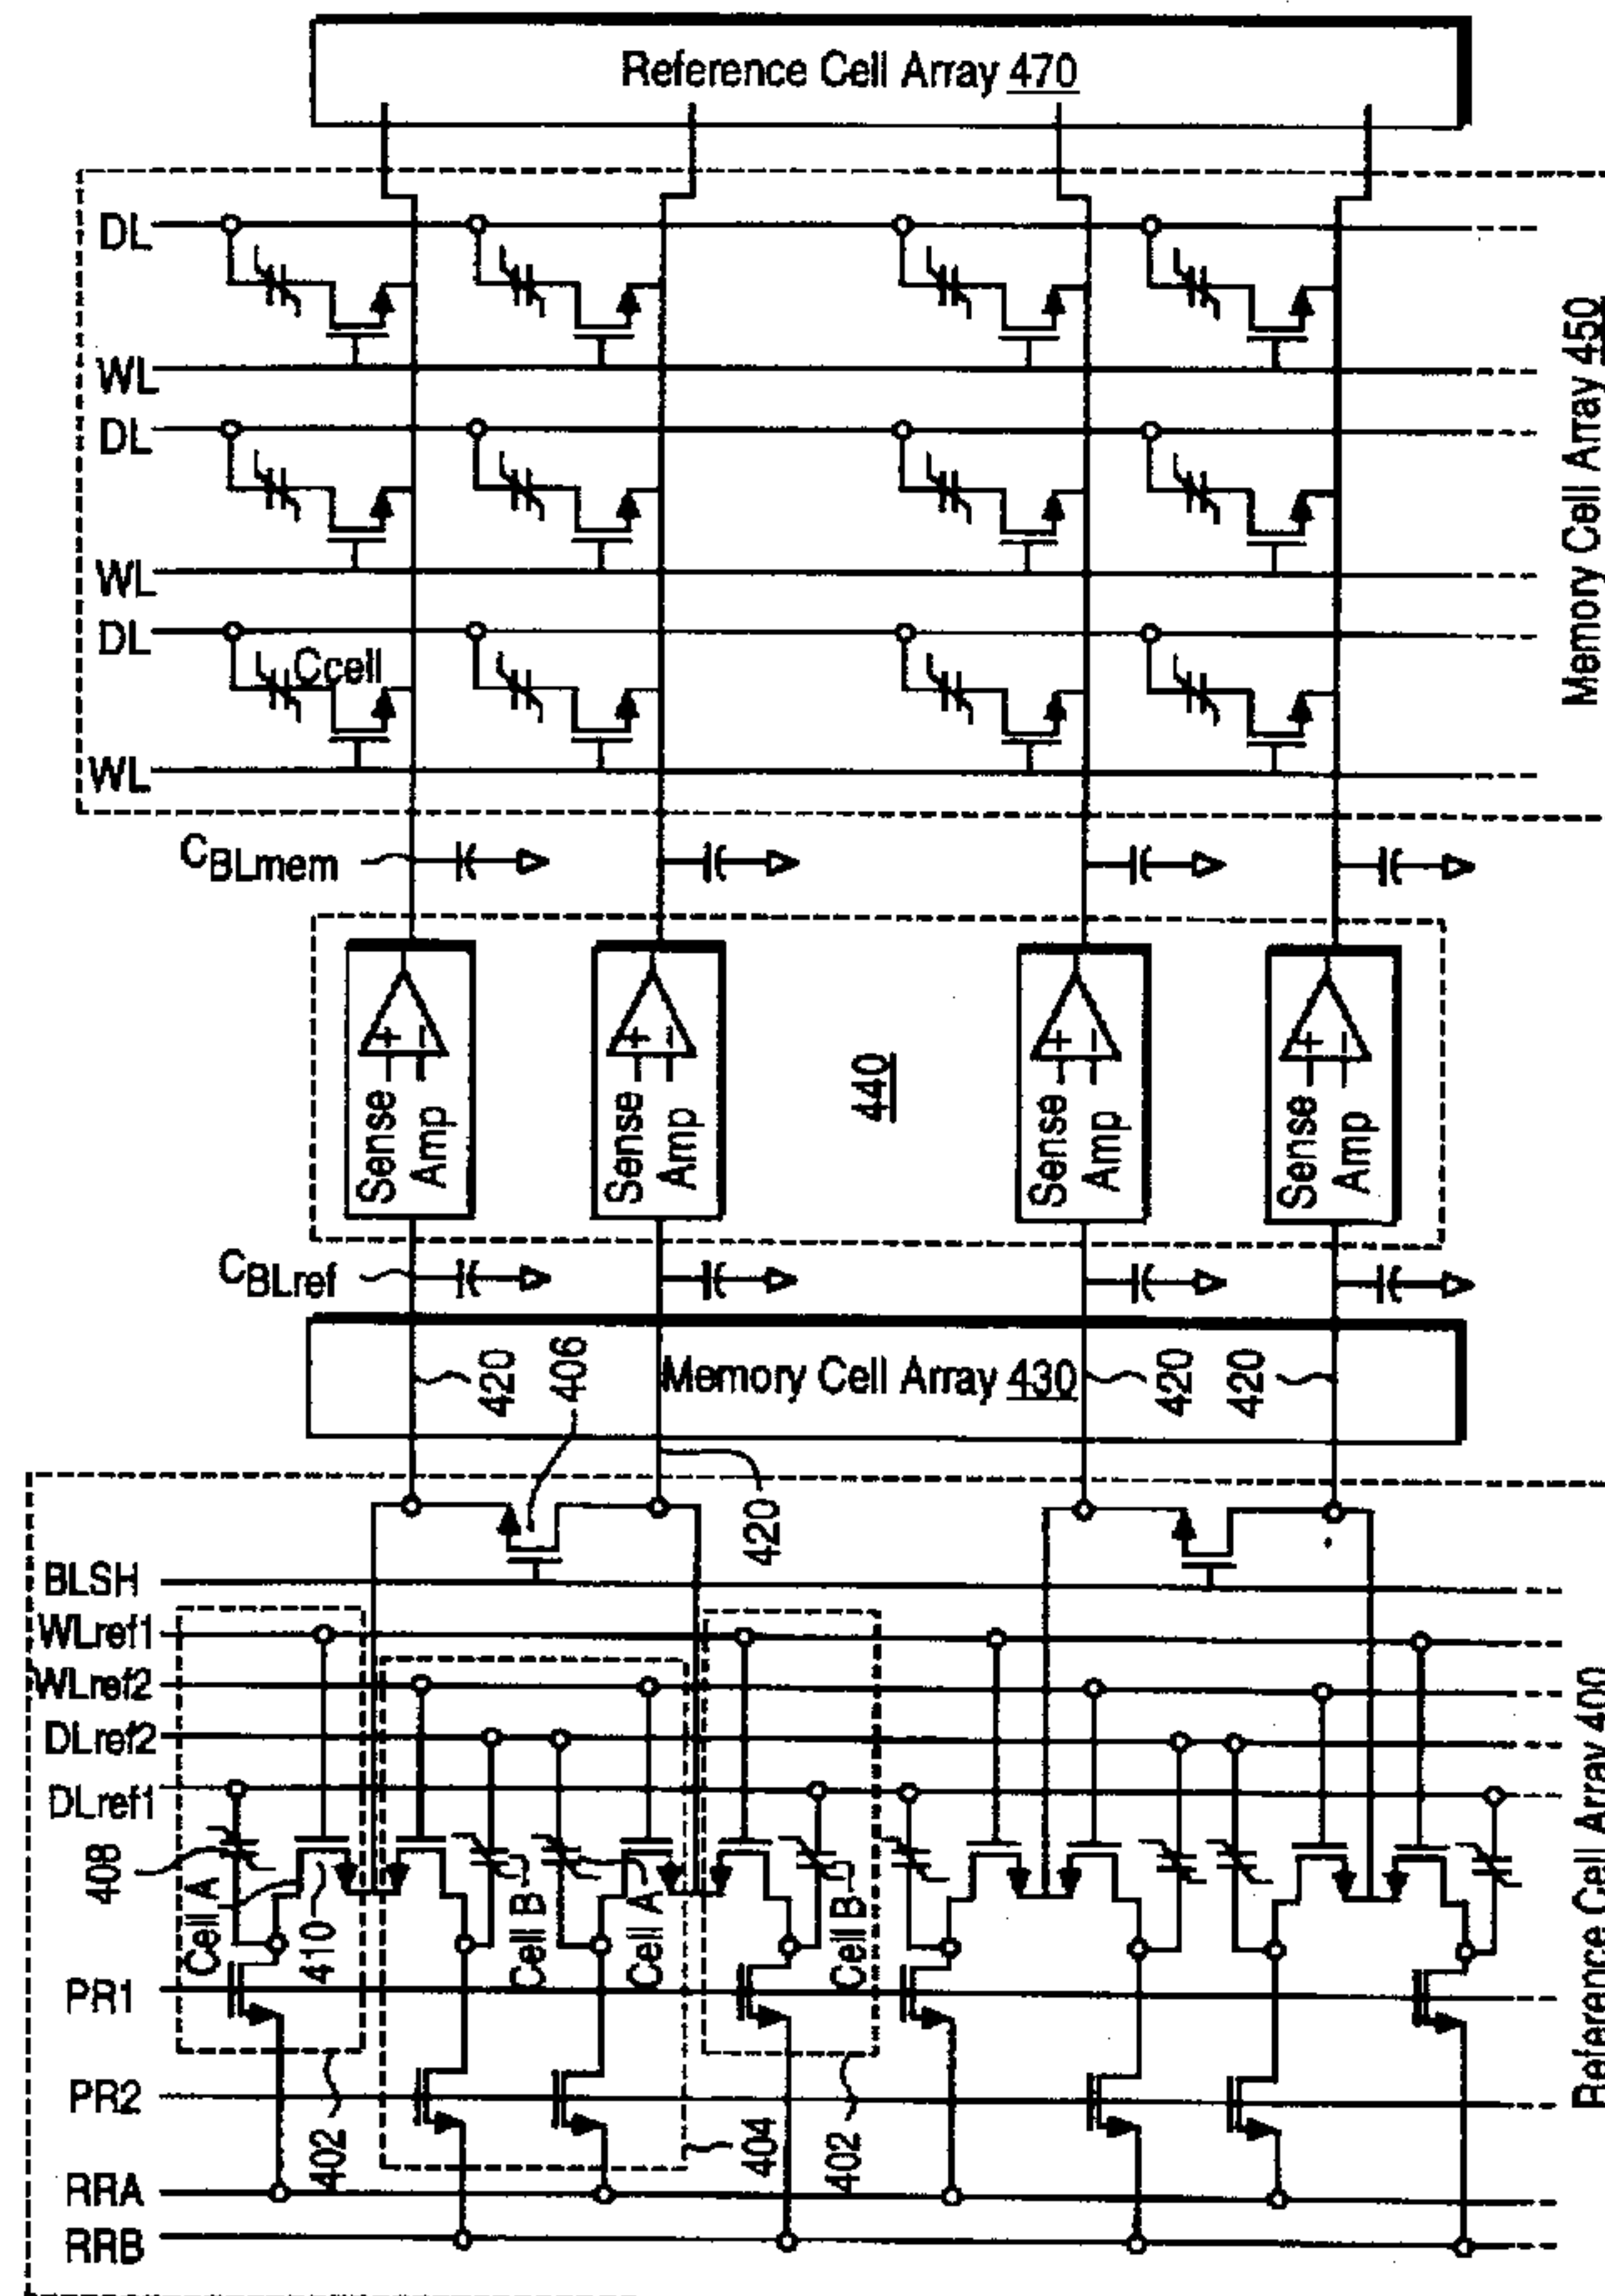 Reference Cell Array 470
DL
WL
DL
WL
DL
Ccell
WL
Memory Cell Array 450
CBLmem
Sense Amp
Sense Amp
440
Sense Amp
Sense Amp
CBLref
Memory Cell Array 430
420
406
420
420
420
BLSH
WLref1
WLref2
DLref2
DLref1
408
Cell A
410
Cell B
Cell A
Cell B
PR1
PR2
402
404
402
RRA
RRB
Reference Cell Array 400